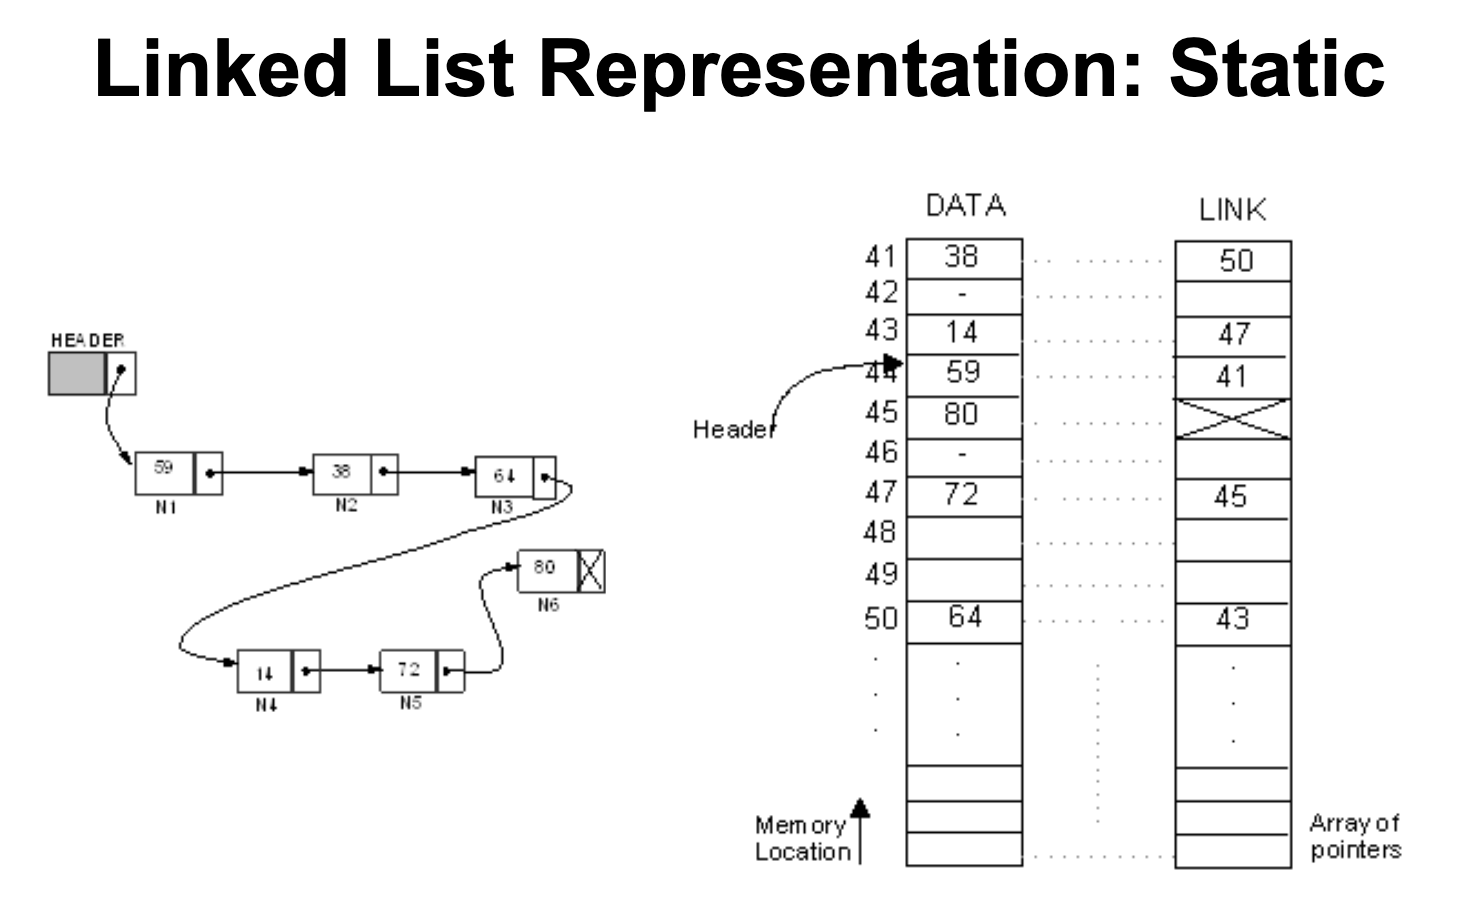 Linked List Representation: Static
HEADER
59
N1
38
N2
64
N3
80
N6
14
N4
72
N5
DATA
LINK
41 38 50
42 -
43 14 47
44 59 41
Header
45 80
46 -
47 72 45
48
49
50 64 43
Memory
Location
Array of
pointers